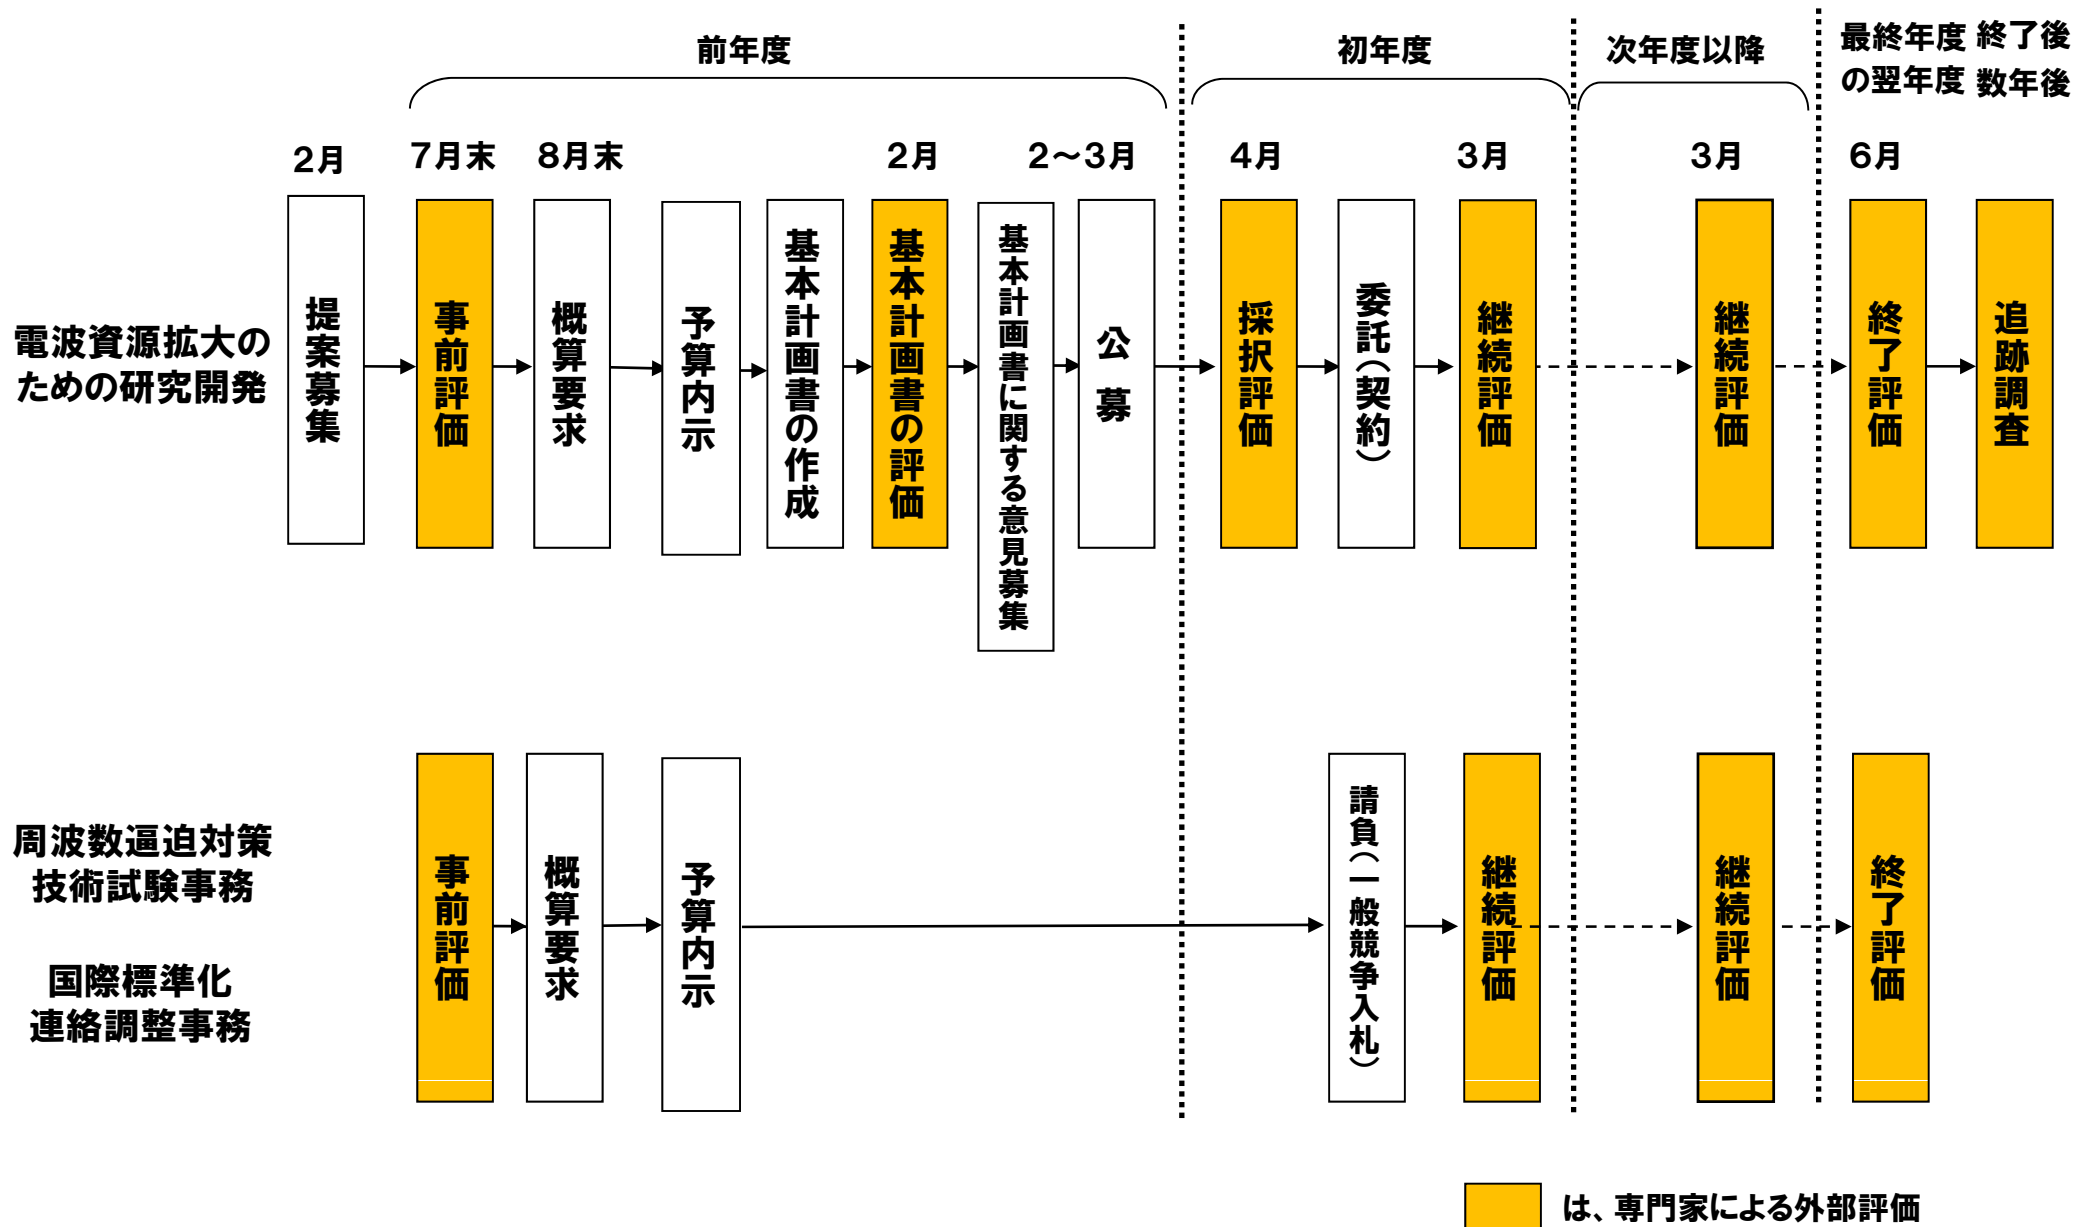 前年度
初年度
次年度以降
最終年度
の翌年度
終了後
数年後
２月
７月末
８月末
２月
２～３月
４月
３月
３月
６月
電波資源拡大の
ための研究開発
提案募集
事前評価
概算要求
予算内示
基本計画書の作成
基本計画書の評価
基本計画書に関する意見募集
公募
採択評価
委託（契約）
継続評価
継続評価
終了評価
追跡調査
周波数逼迫対策
技術試験事務
国際標準化
連絡調整事務
事前評価
概算要求
予算内示
請負（一般競争入札）
継続評価
継続評価
終了評価
は、専門家による外部評価